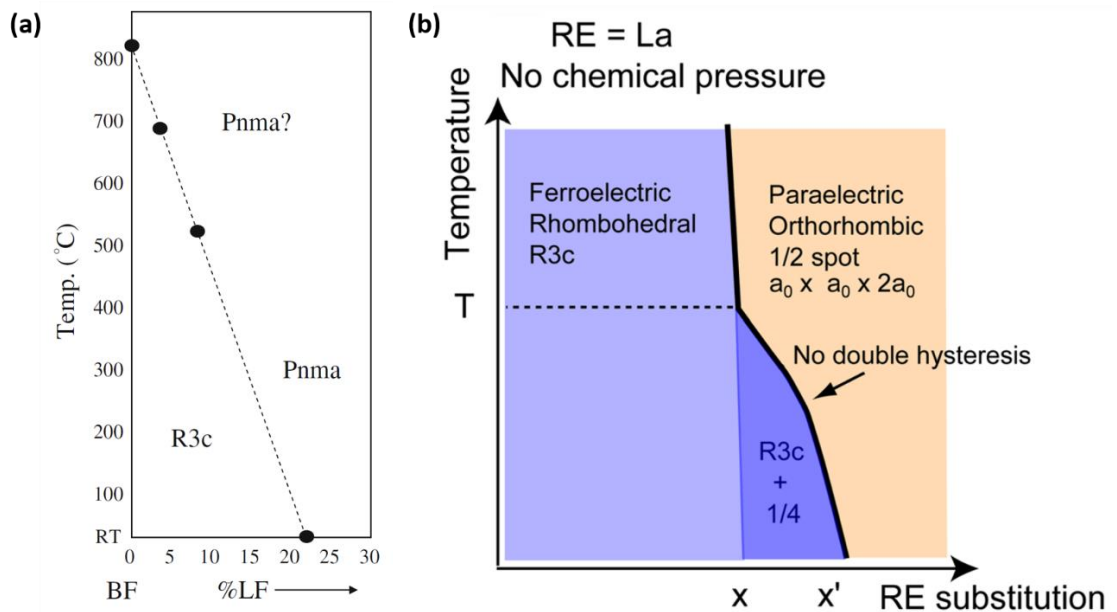 (a)
800
700
600
500
400
300
200
100
RT
Temp. (°C)
Pnma?
Pnma
R3c
0 5 10 15 20 25 30
BF %LF
(b)
RE = La
No chemical pressure
Temperature
T
Ferroelectric
Rhombohedral
R3c
Paraelectric
Orthorhombic
1/2 spot
a₀ x a₀ x 2a₀
No double hysteresis
R3c
+
1/4
x x' RE substitution